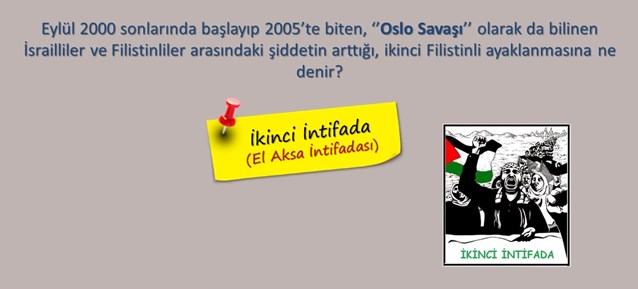 Eylül 2000 sonlarında başlayıp 2005’te biten, ‘‘Oslo Savaşı’’ olarak da bilinen
İsrailliler ve Filistinliler arasındaki şiddetin arttığı, ikinci Filistinli ayaklanmasına ne
denir?
İkinci İntifada
(El Aksa İntifadası)
İKİNCİ İNTİFADA